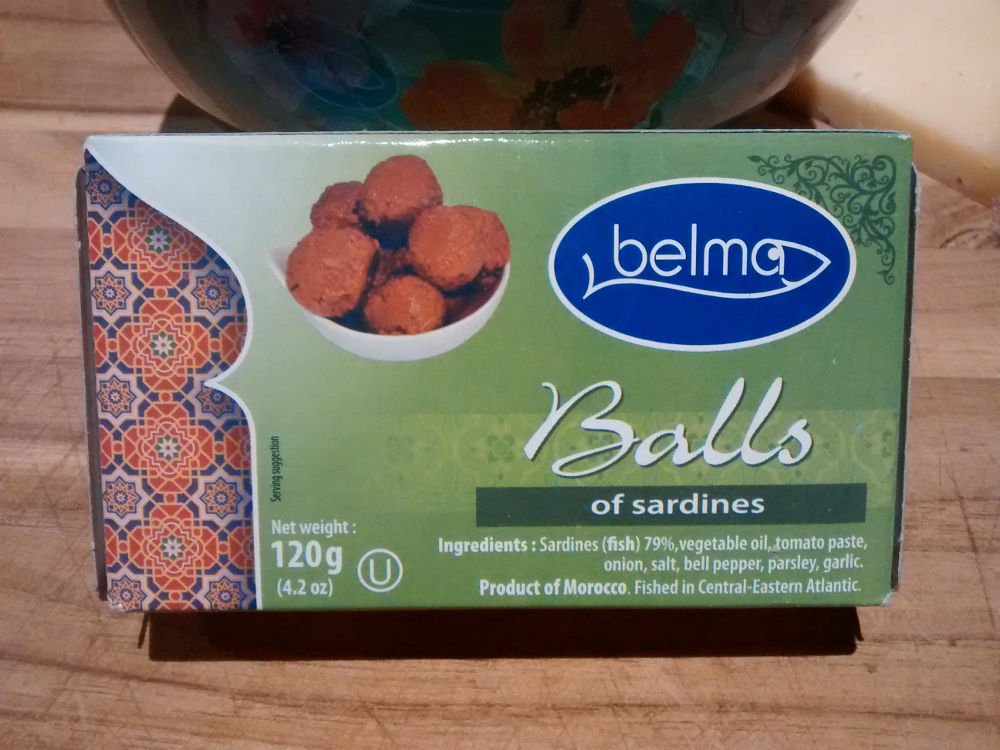 belma
Balls
of sardines
Serving suggestion
Net weight :
120g
(4.2 oz)
U
Ingredients : Sardines (fish) 79%, vegetable oil, tomato paste,
onion, salt, bell pepper, parsley, garlic.
Product of Morocco. Fished in Central-Eastern Atlantic.